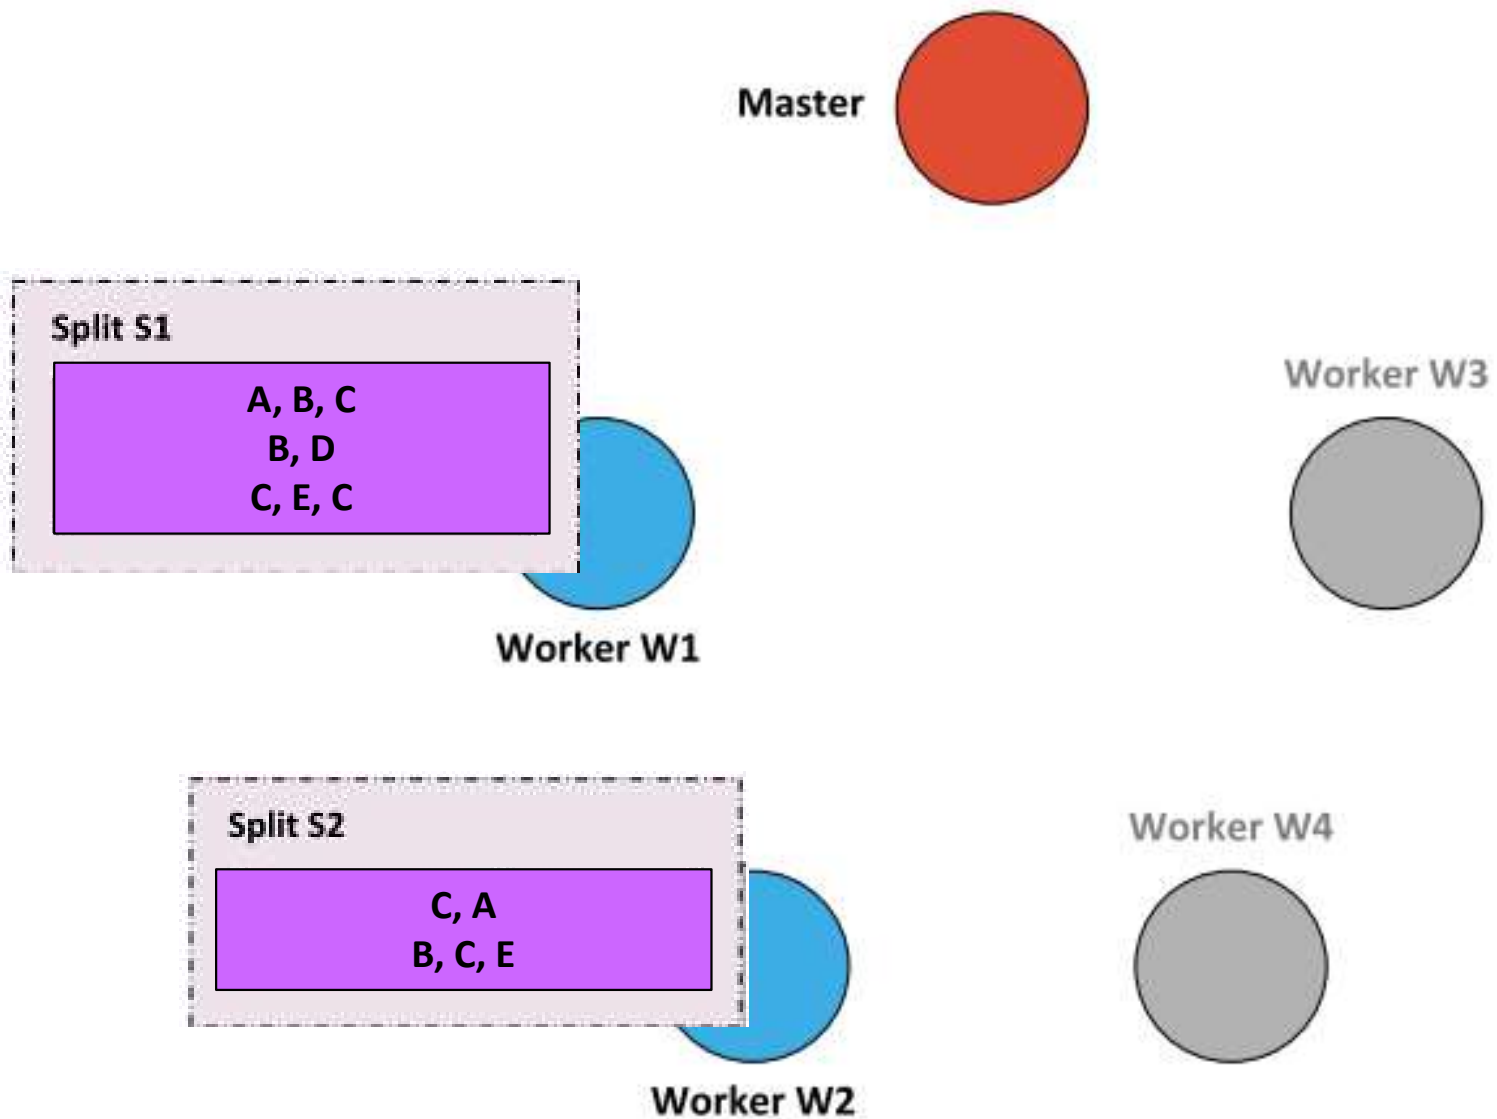 Master
Split S1
A, B, C
B, D
C, E, C
Worker W3
Worker W1
Split S2
C, A
B, C, E
Worker W4
Worker W2